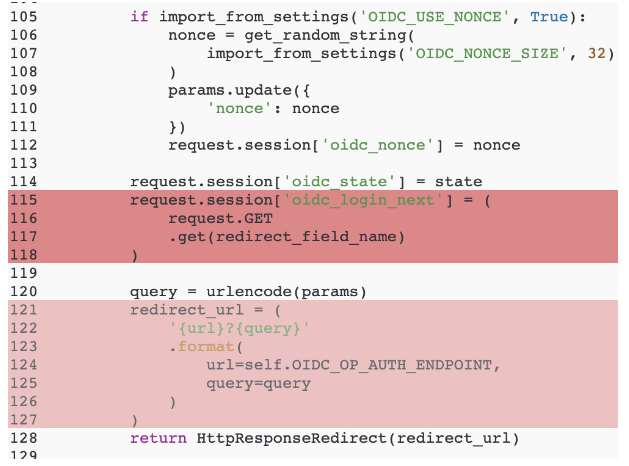 105 if import_from_settings('OIDC_USE_NONCE', True):
106 nonce = get_random_string(
107 import_from_settings('OIDC_NONCE_SIZE', 32)
108 )
109 params.update({
110 'nonce': nonce
111 })
112 request.session['oidc_nonce'] = nonce
113
114 request.session['oidc_state'] = state
115 request.session['oidc_login_next'] = (
116 request.GET
117 .get(redirect_field_name)
118 )
119
120 query = urlencode(params)
121 redirect_url = (
122 '{url}?{query}'
123 .format(
124 url=self.OIDC_OP_AUTH_ENDPOINT,
125 query=query
126 )
127 )
128 return HttpResponseRedirect(redirect_url)
129